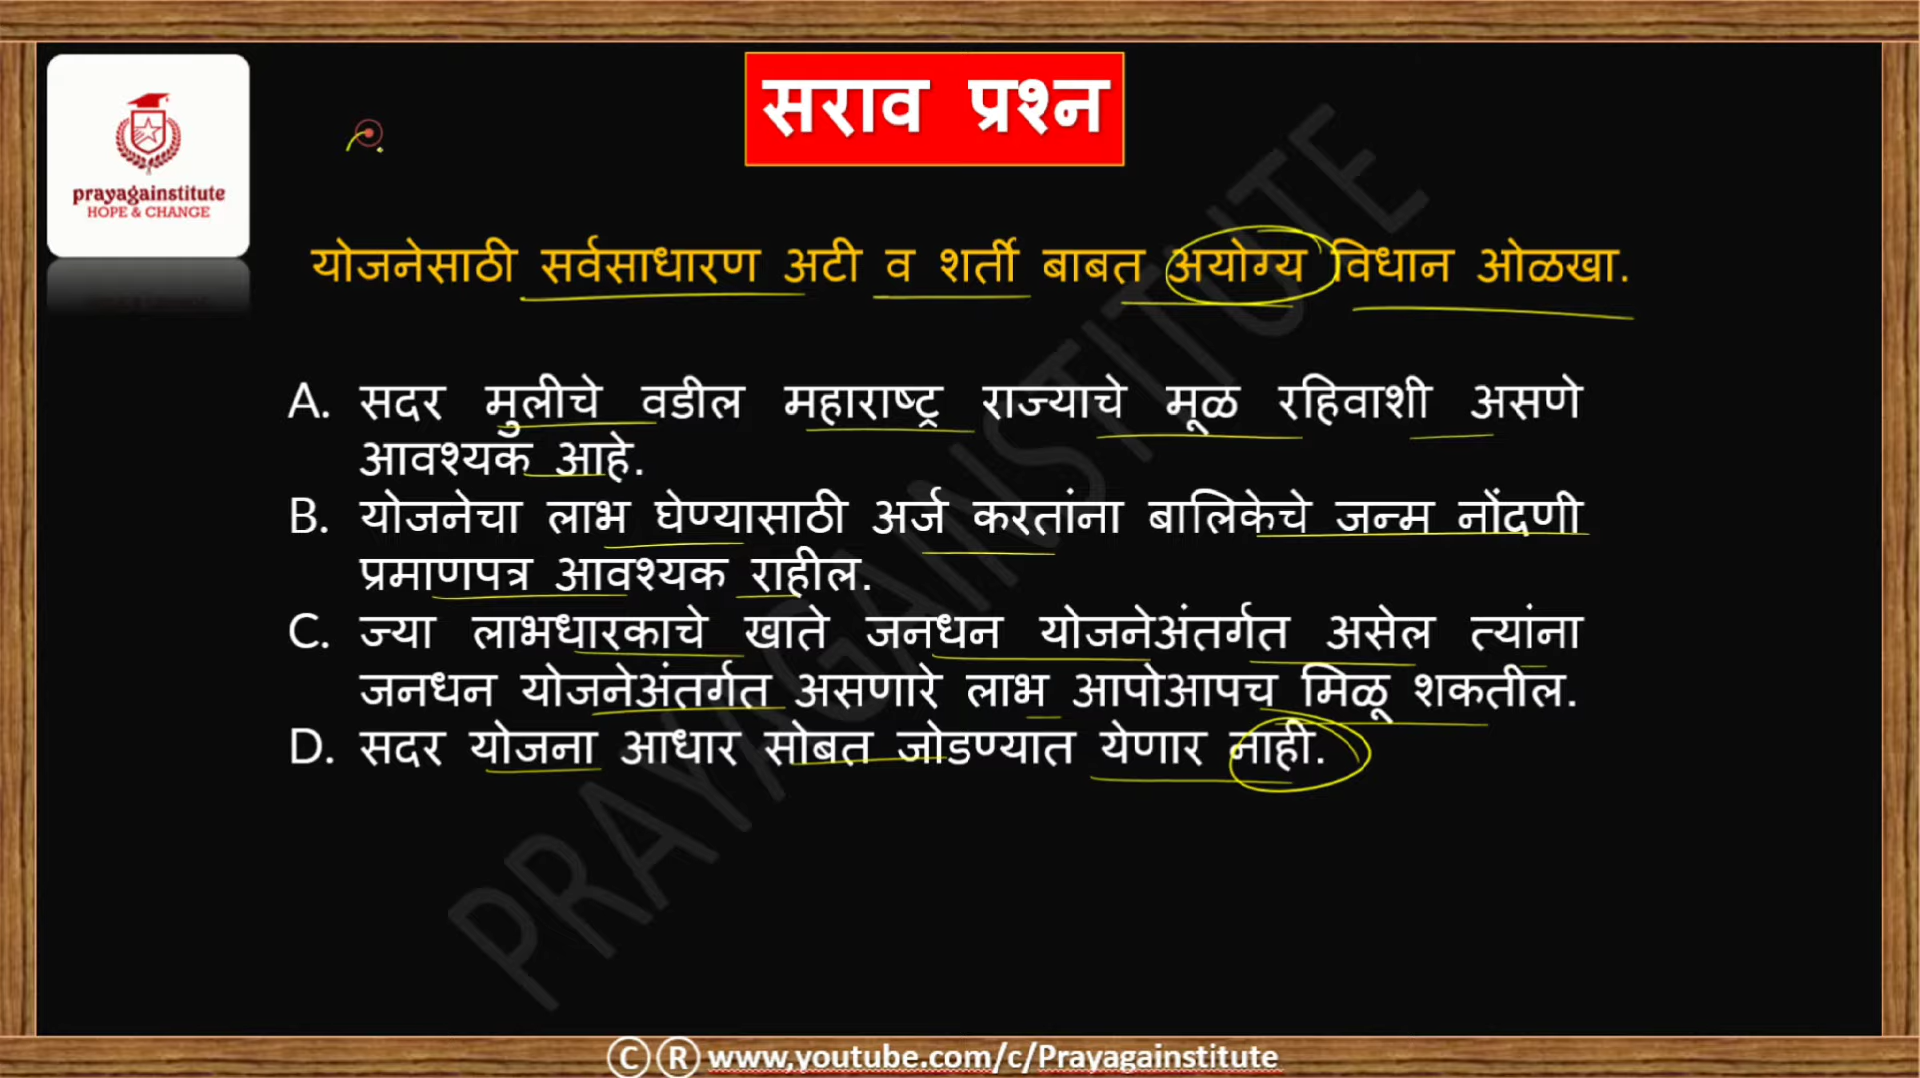 prayagainstitute
HOPE & CHANGE
सराव प्रश्न
योजनेसाठी सर्वसाधारण अटी व शर्ती बाबत अयोग्य विधान ओळखा.
A. सदर मुलीचे वडील महाराष्ट्र राज्याचे मूळ रहिवाशी असणे
आवश्यक आहे.
B. योजनेचा लाभ घेण्यासाठी अर्ज करतांना बालिकेचे जन्म नोंदणी
प्रमाणपत्र आवश्यक राहील.
C. ज्या लाभधारकाचे खाते जनधन योजनेअंतर्गत असेल त्यांना
जनधन योजनेअंतर्गत असणारे लाभ आपोआपच मिळू शकतील.
D. सदर योजना आधार सोबत जोडण्यात येणार नाही.
PRAYAGAINSTITUTE
©® www.youtube.com/c/Prayagainstitute